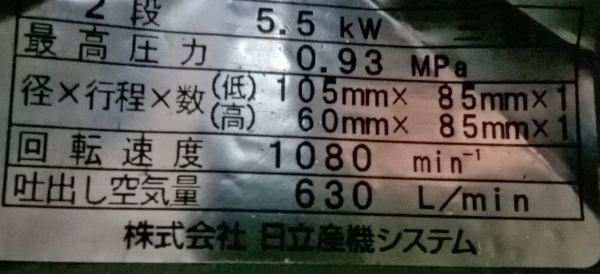 2段 5.5 kW 三
最高圧力 0.93 MPa
径×行程×数 (低) 105mm× 85mm×1
(高) 60mm× 85mm×1
回転速度 1080 min⁻¹
吐出し空気量 630 L/min
株式会社 日立産機システム